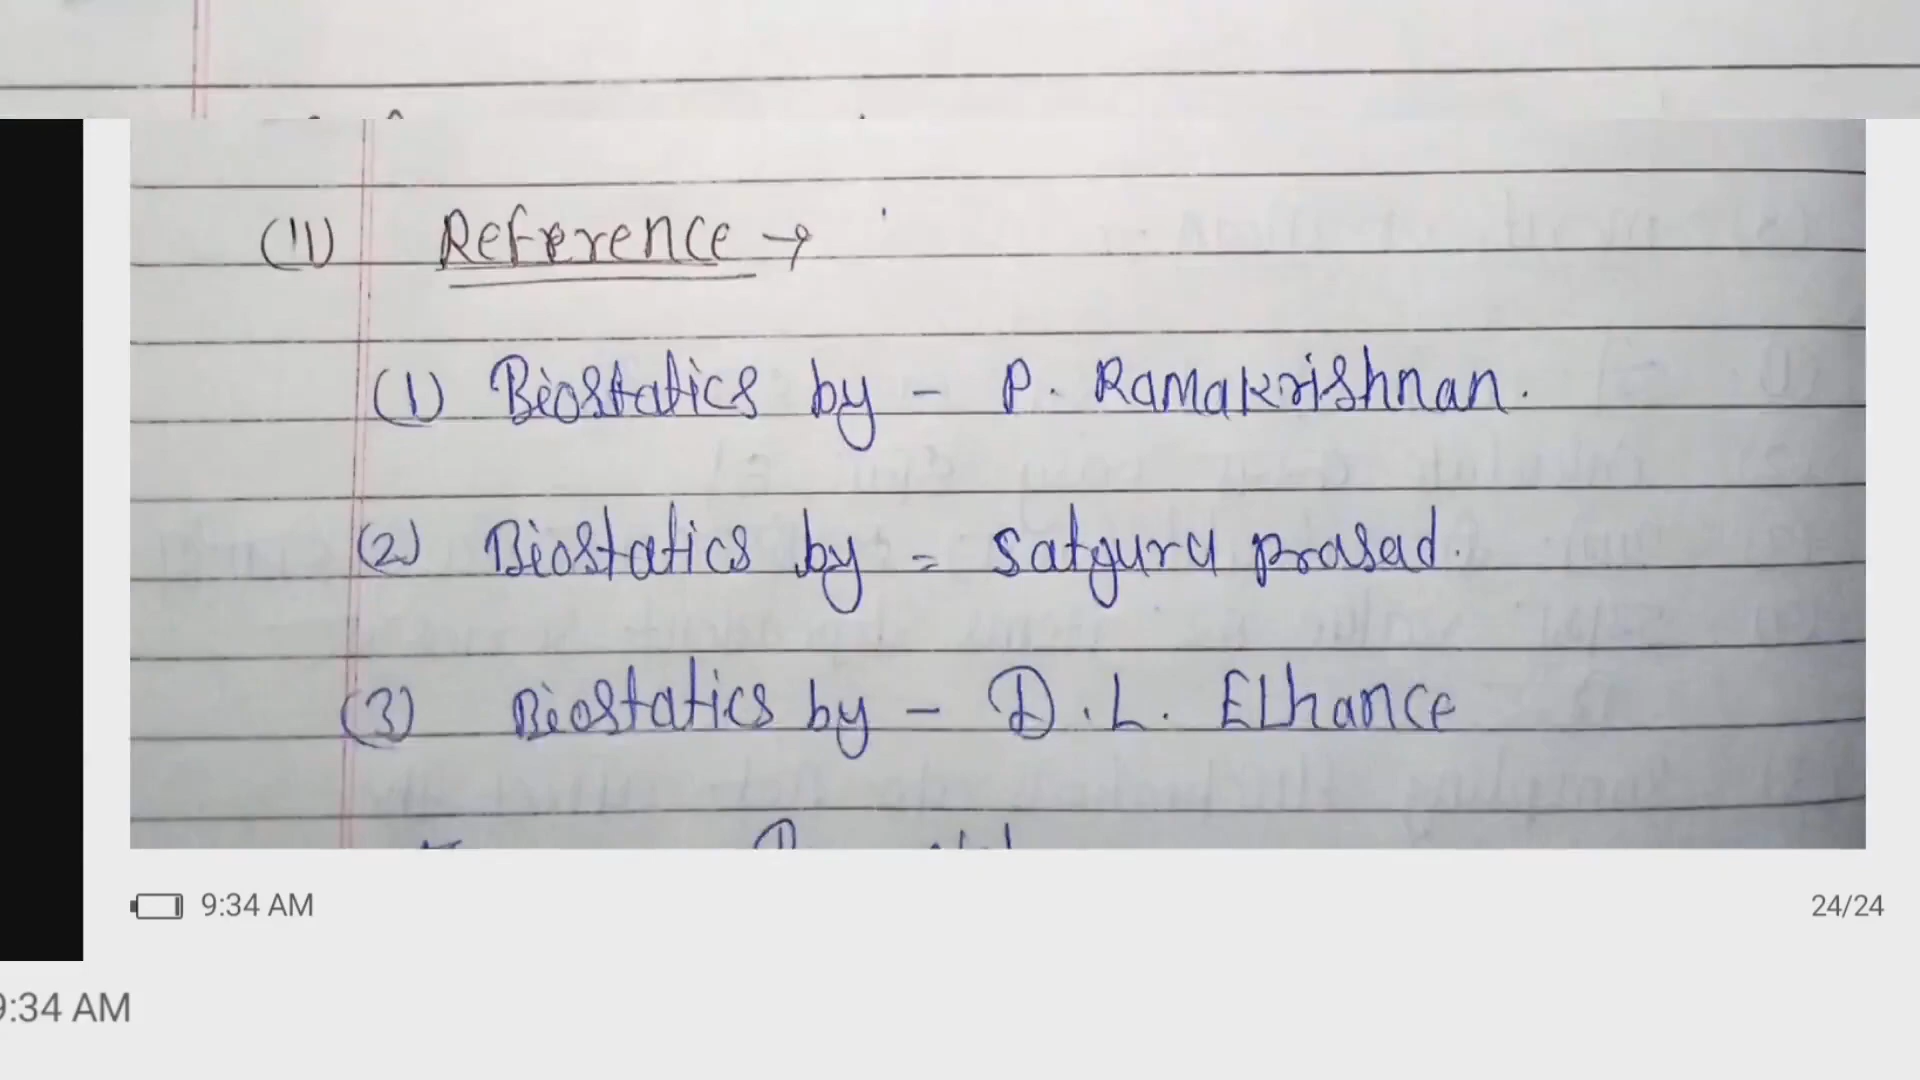 (11) Reference →
(1) Biostatics by - P. Ramakrishnan.
(2) Biostatics by = Satguru prasad.
(3) Biostatics by - D. L. Elhance
9:34 AM
24/24
9:34 AM